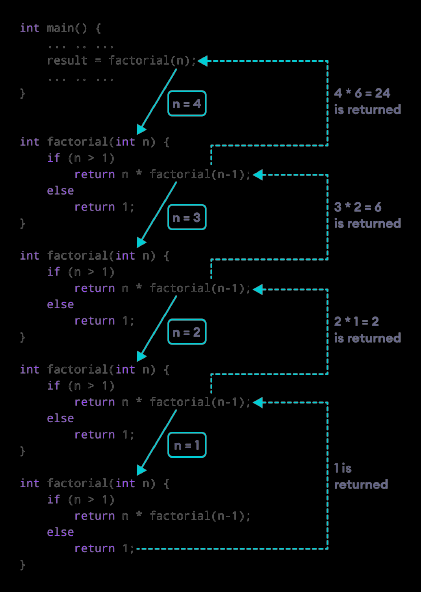 int main() {
    ... .. ...
    result = factorial(n);
    ... .. ...
}
n = 4
4 * 6 = 24
is returned
int factorial(int n) {
    if (n > 1)
        return n * factorial(n-1);
    else
        return 1;
}
n = 3
3 * 2 = 6
is returned
int factorial(int n) {
    if (n > 1)
        return n * factorial(n-1);
    else
        return 1;
}
n = 2
2 * 1 = 2
is returned
int factorial(int n) {
    if (n > 1)
        return n * factorial(n-1);
    else
        return 1;
}
n = 1
1 is
returned
int factorial(int n) {
    if (n > 1)
        return n * factorial(n-1);
    else
        return 1;
}